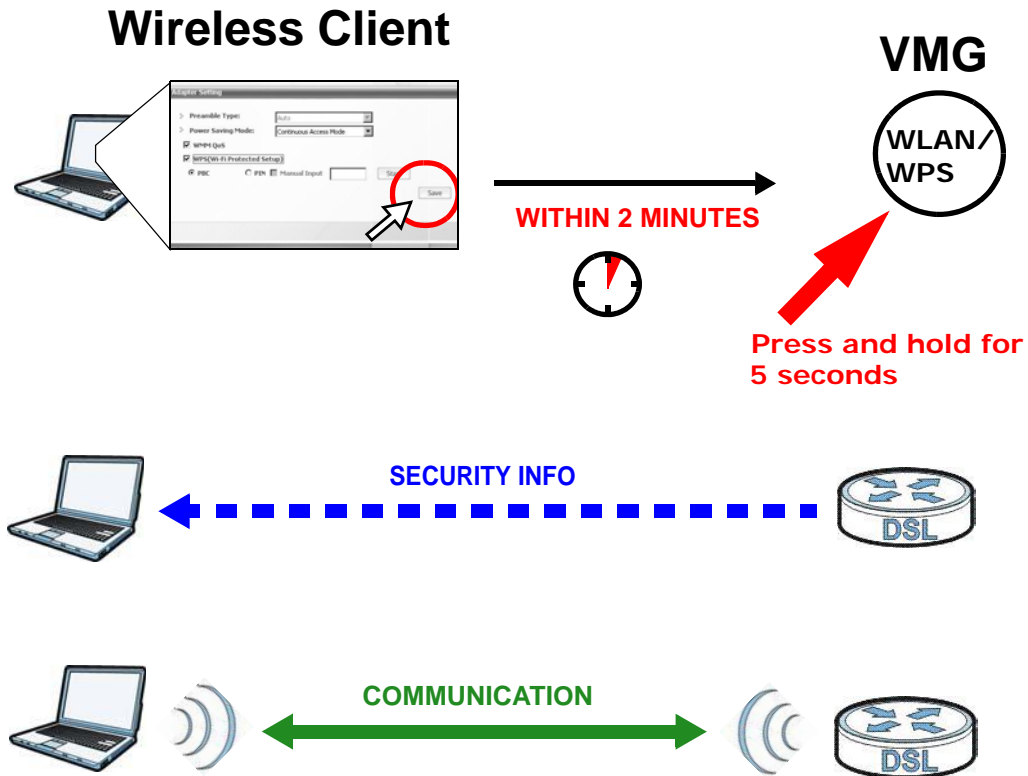 Wireless Client
VMG
Adapter Setting
Preamble Type: Auto
Power Saving Mode: Continuous Access Mode
WMM QoS
WPS(Wi-Fi Protected Setup)
PBC PIN Manual Input
Save
WITHIN 2 MINUTES
WLAN/
WPS
Press and hold for
5 seconds
SECURITY INFO
DSL
COMMUNICATION
DSL